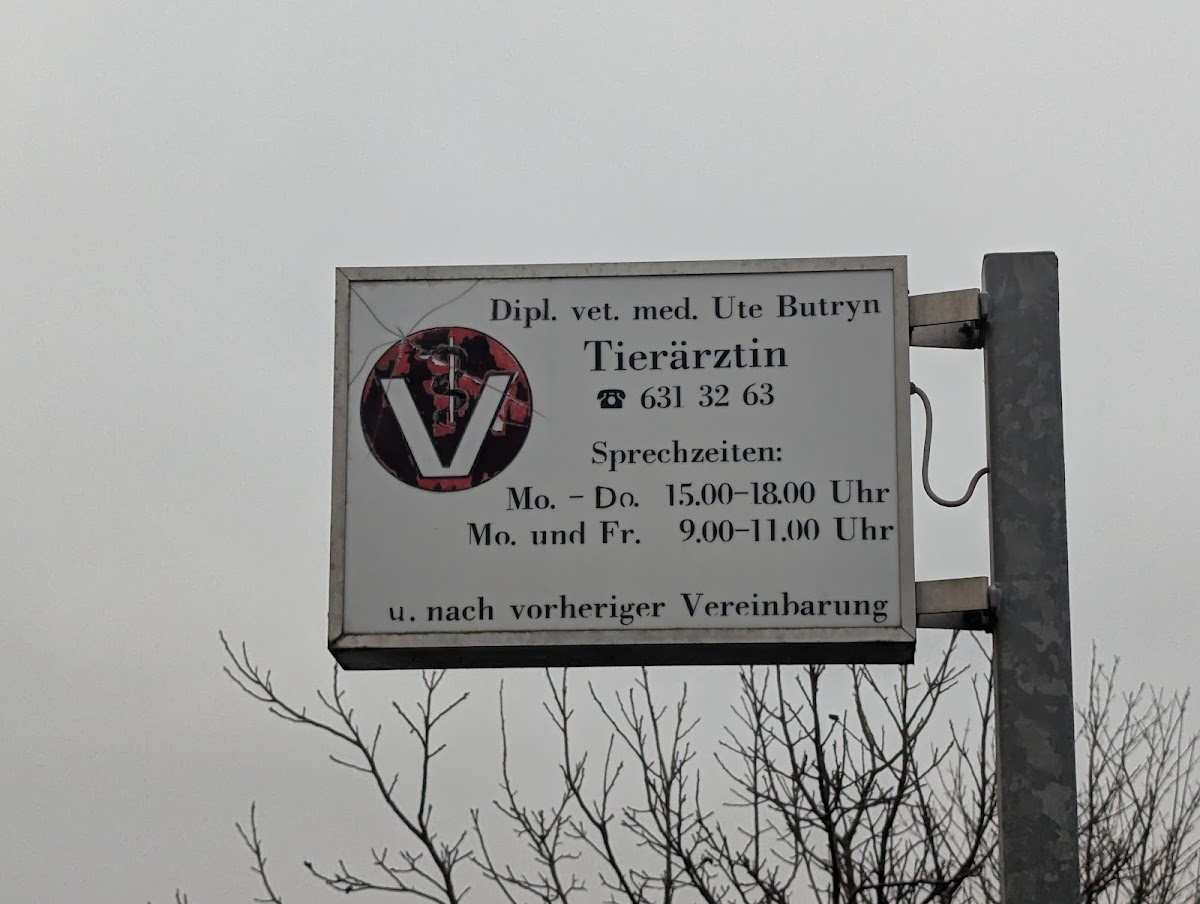 Dipl. vet. med. Ute Butryn
Tierärztin
☎ 631 32 63
V
Sprechzeiten:
Mo. - Do. 15.00-18.00 Uhr
Mo. und Fr. 9.00-11.00 Uhr
u. nach vorheriger Vereinbarung